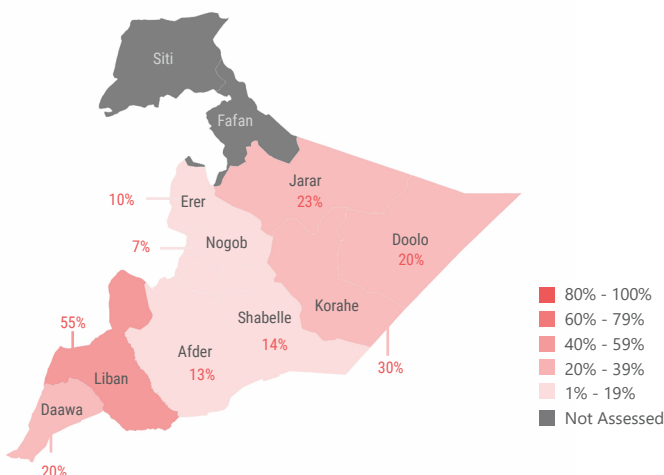 Siti
Fafan
Jarar
23%
10%
Erer
7%
Nogob
Doolo
20%
Korahe
30%
Shabelle
14%
55%
Afder
13%
Liban
Daawa
20%
80% - 100%
60% - 79%
40% - 59%
20% - 39%
1% - 19%
Not Assessed